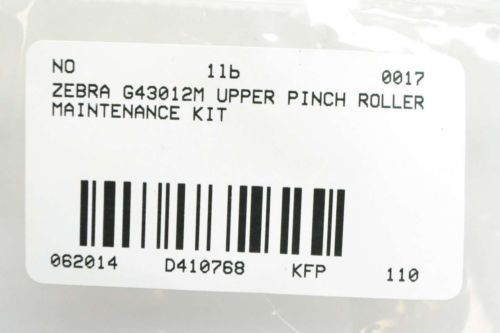 NO 1lb 0017
ZEBRA G43012M UPPER PINCH ROLLER
MAINTENANCE KIT
062014 D410768 KFP 110